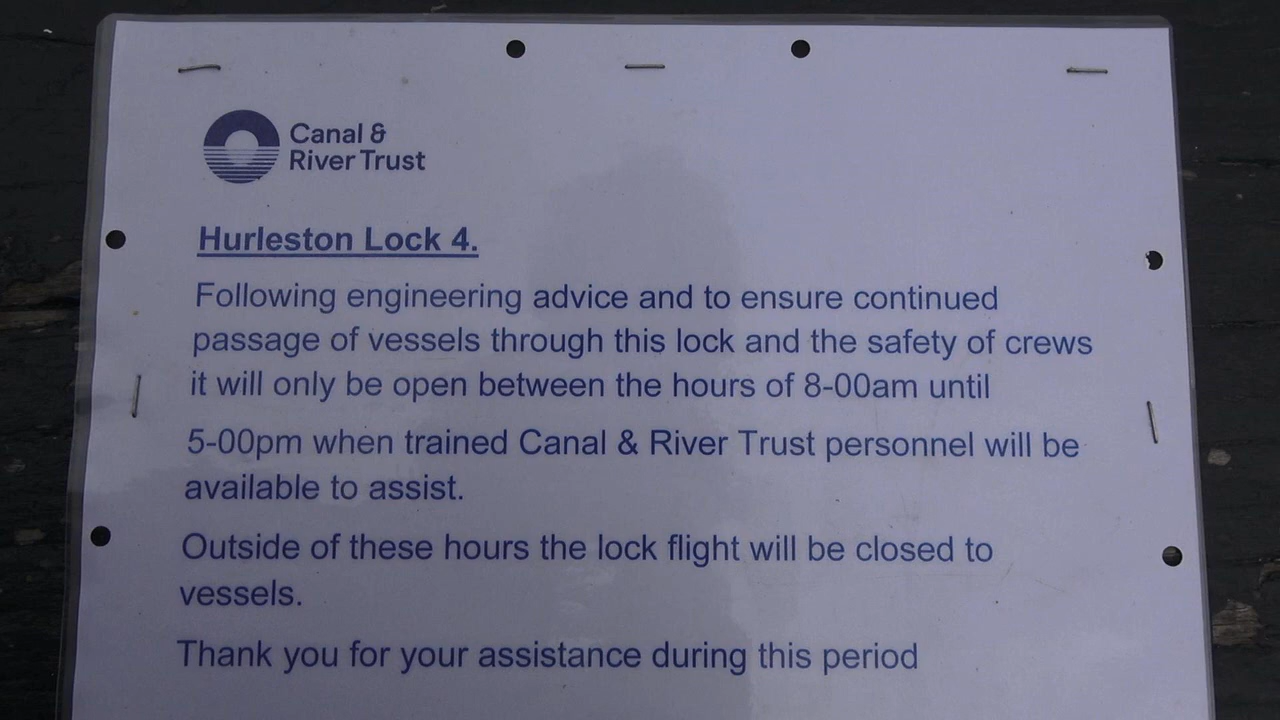 Canal &
River Trust
Hurleston Lock 4.
Following engineering advice and to ensure continued
passage of vessels through this lock and the safety of crews
it will only be open between the hours of 8-00am until
5-00pm when trained Canal & River Trust personnel will be
available to assist.
Outside of these hours the lock flight will be closed to
vessels.
Thank you for your assistance during this period